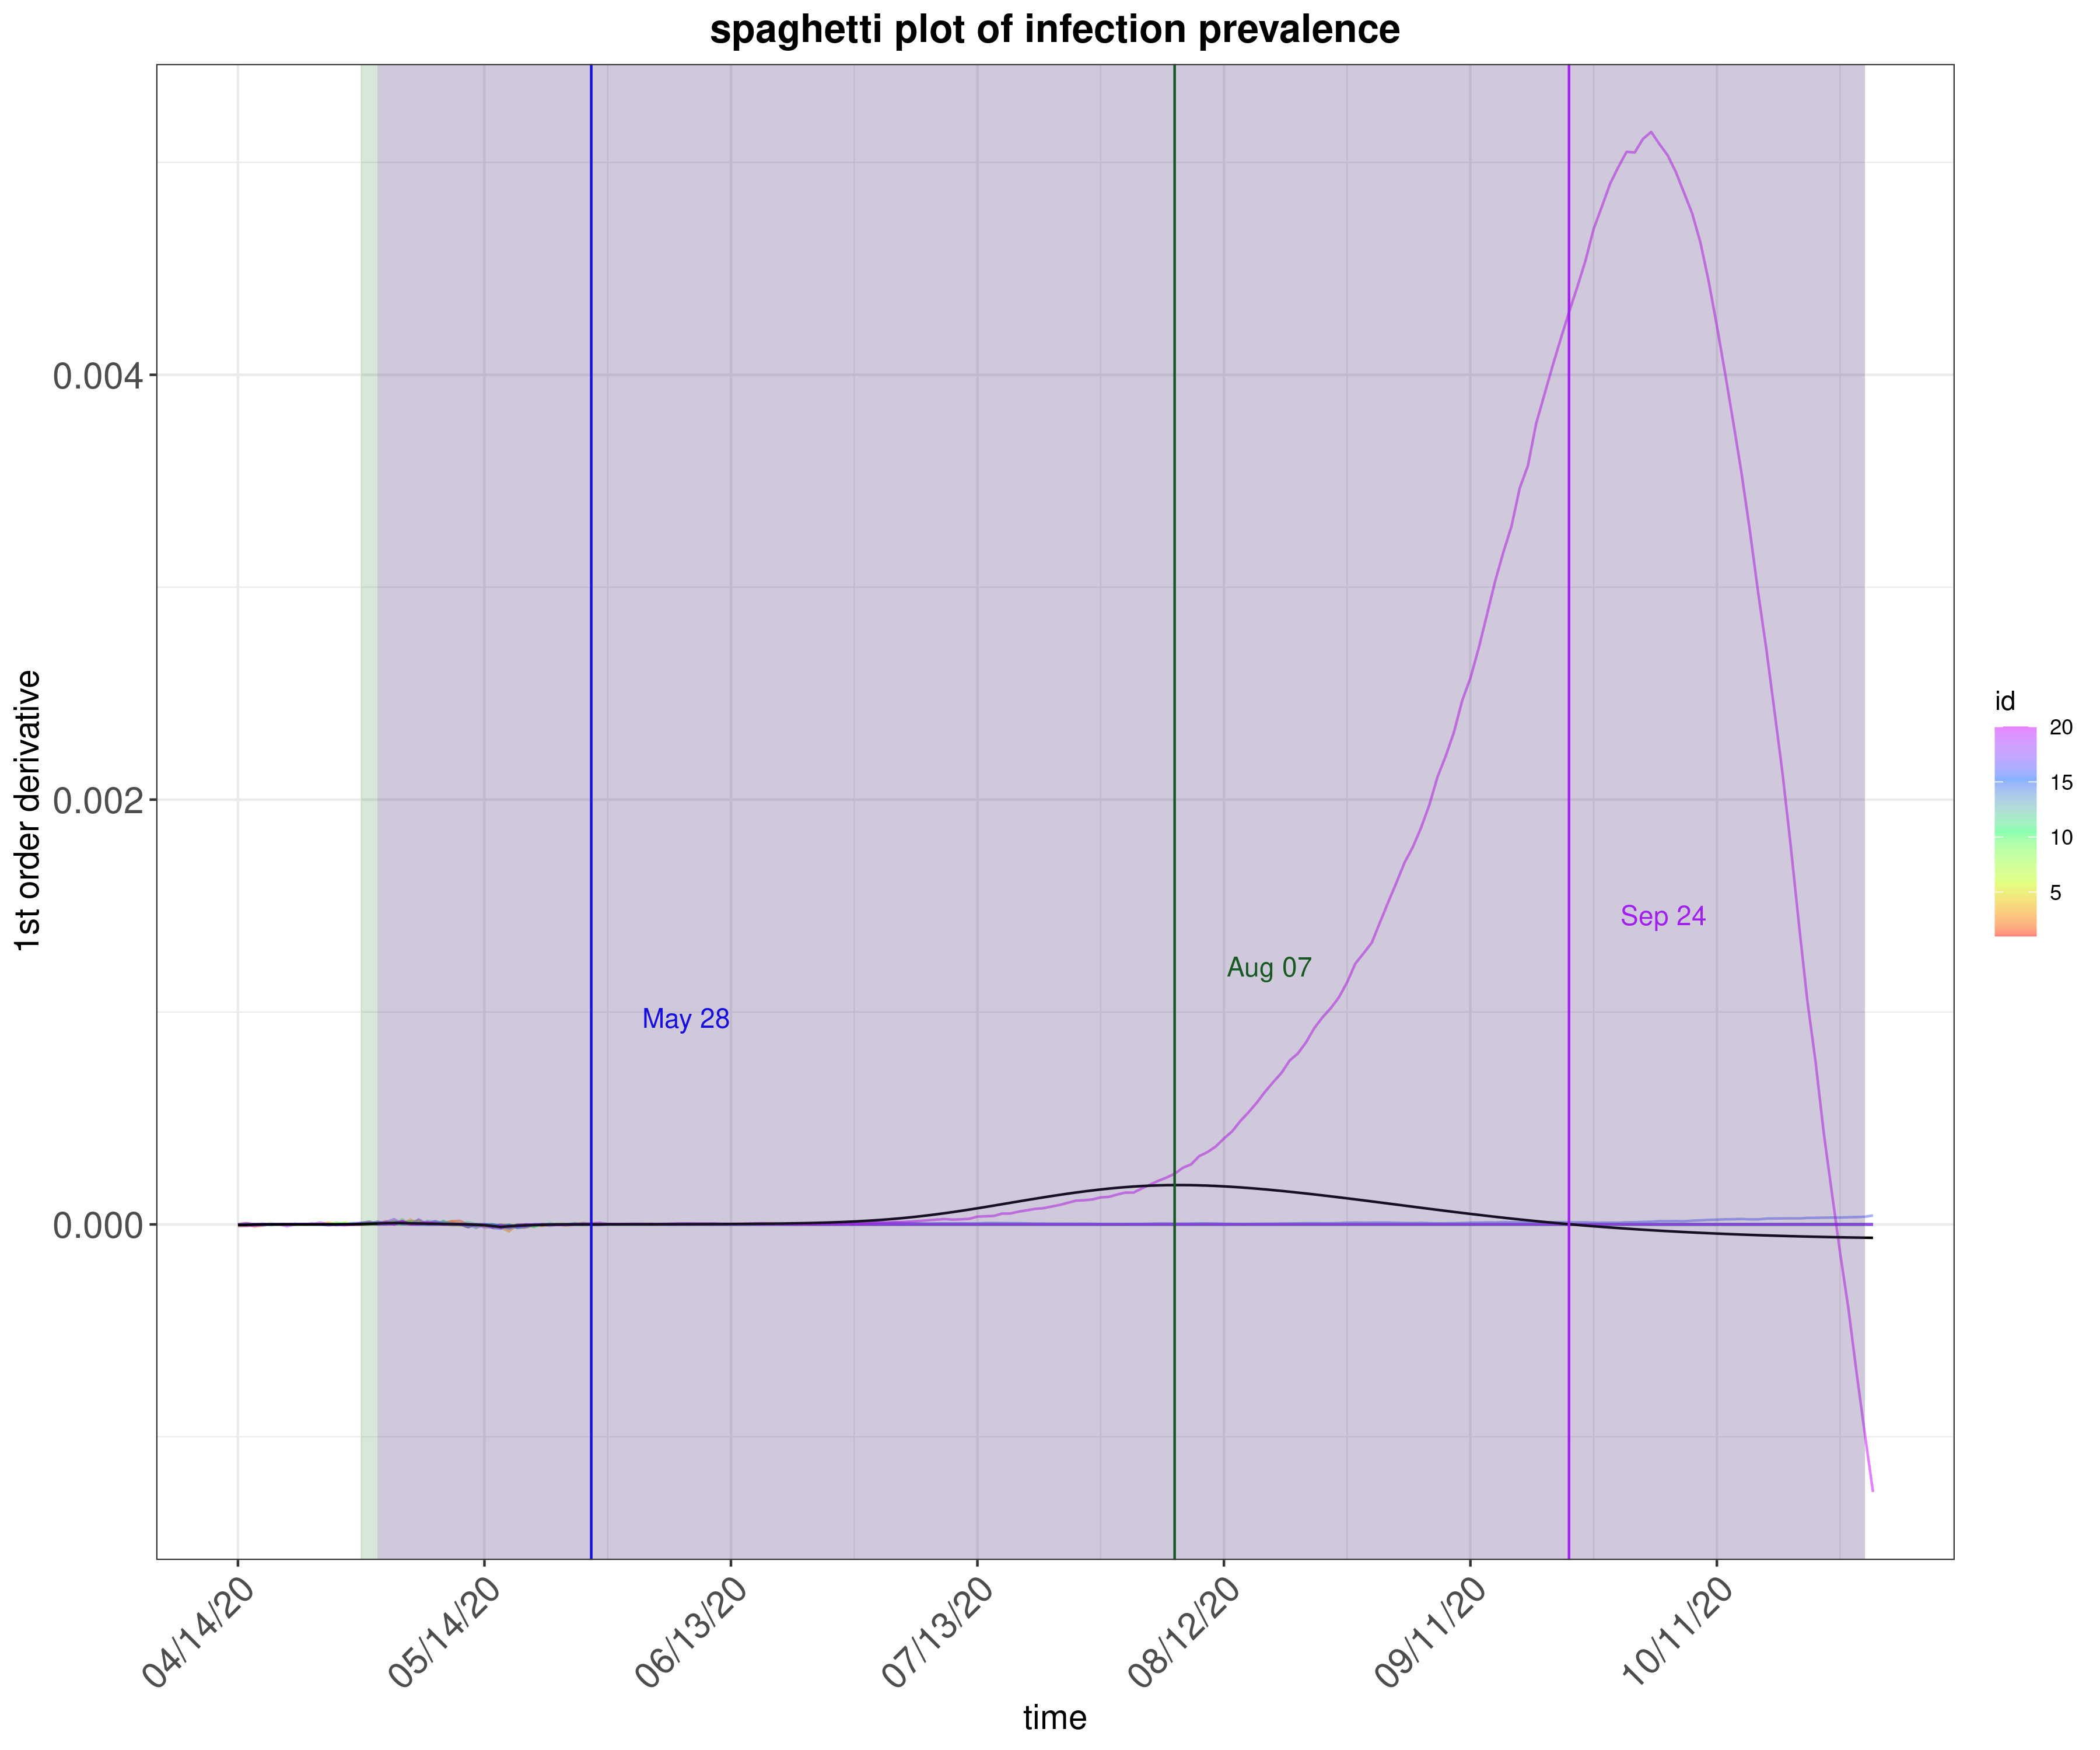 spaghetti plot of infection prevalence
1st order derivative
0.004
0.002
0.000
May 28
Aug 07
Sep 24
04/14/20
05/14/20
06/13/20
07/13/20
08/12/20
09/11/20
10/11/20
time
id
20
15
10
5